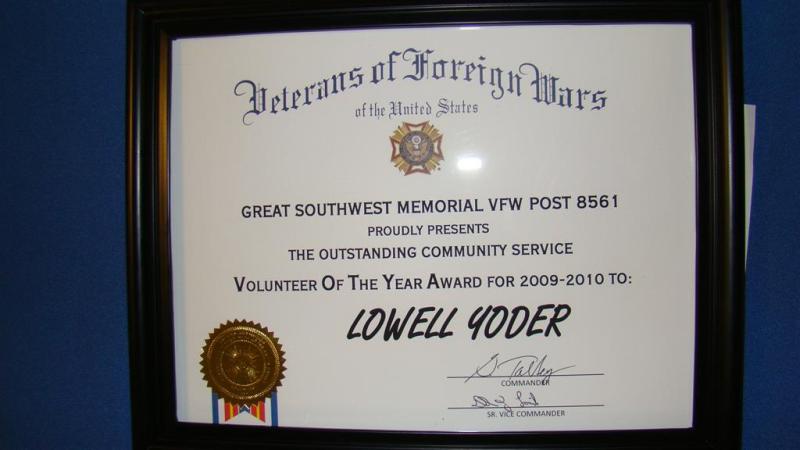 Veterans of Foreign Wars
of the United States
GREAT SOUTHWEST MEMORIAL VFW POST 8561
PROUDLY PRESENTS
THE OUTSTANDING COMMUNITY SERVICE
VOLUNTEER OF THE YEAR AWARD FOR 2009-2010 TO:
LOWELL YODER
COMMANDER
SR. VICE COMMANDER